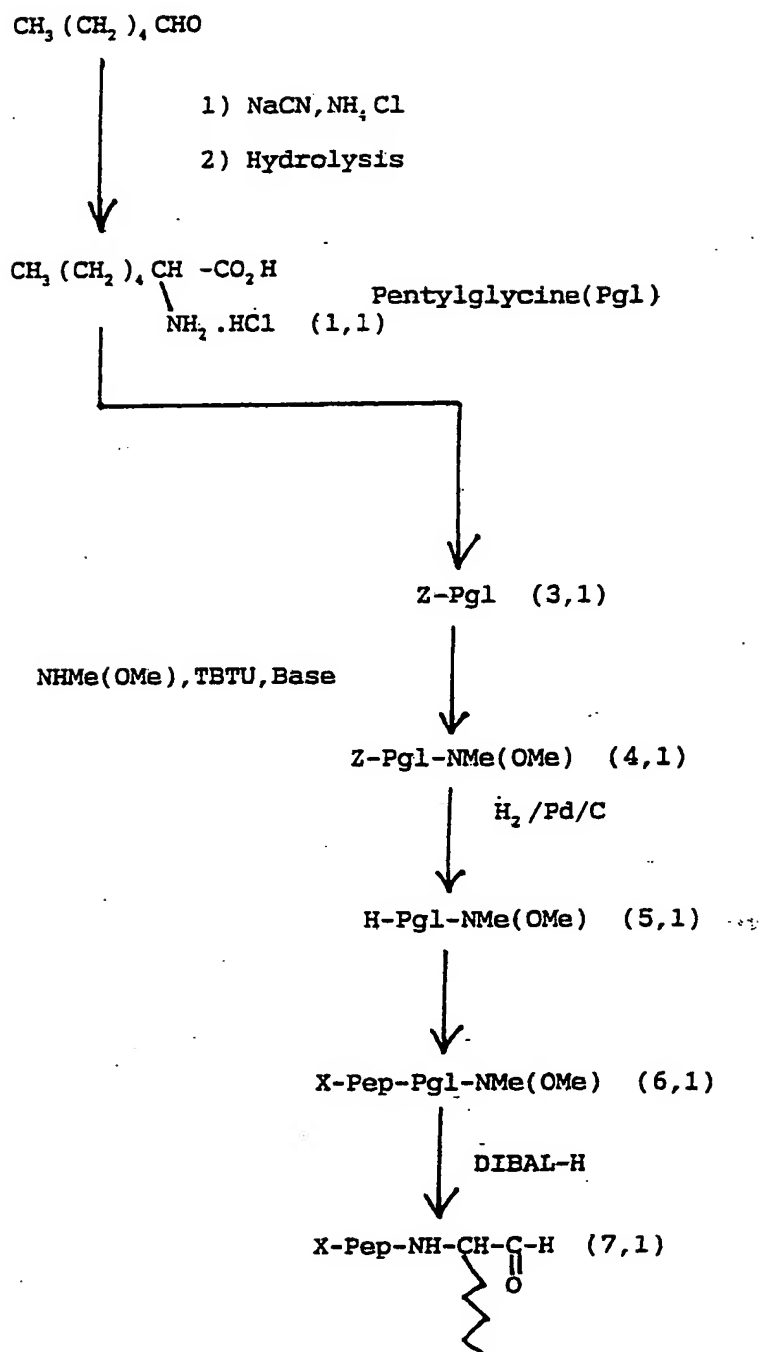 CH₃(CH₂)₄CHO
1) NaCN,NH₄Cl
2) Hydrolysis
CH₃(CH₂)₄CH-CO₂H
Pentylglycine(Pgl)
NH₂.HCl (1,1)
Z-Pgl (3,1)
NHMe(OMe),TBTU,Base
Z-Pgl-NMe(OMe) (4,1)
H₂/Pd/C
H-Pgl-NMe(OMe) (5,1)
X-Pep-Pgl-NMe(OMe) (6,1)
DIBAL-H
X-Pep-NH-CH-C-H (7,1)
O